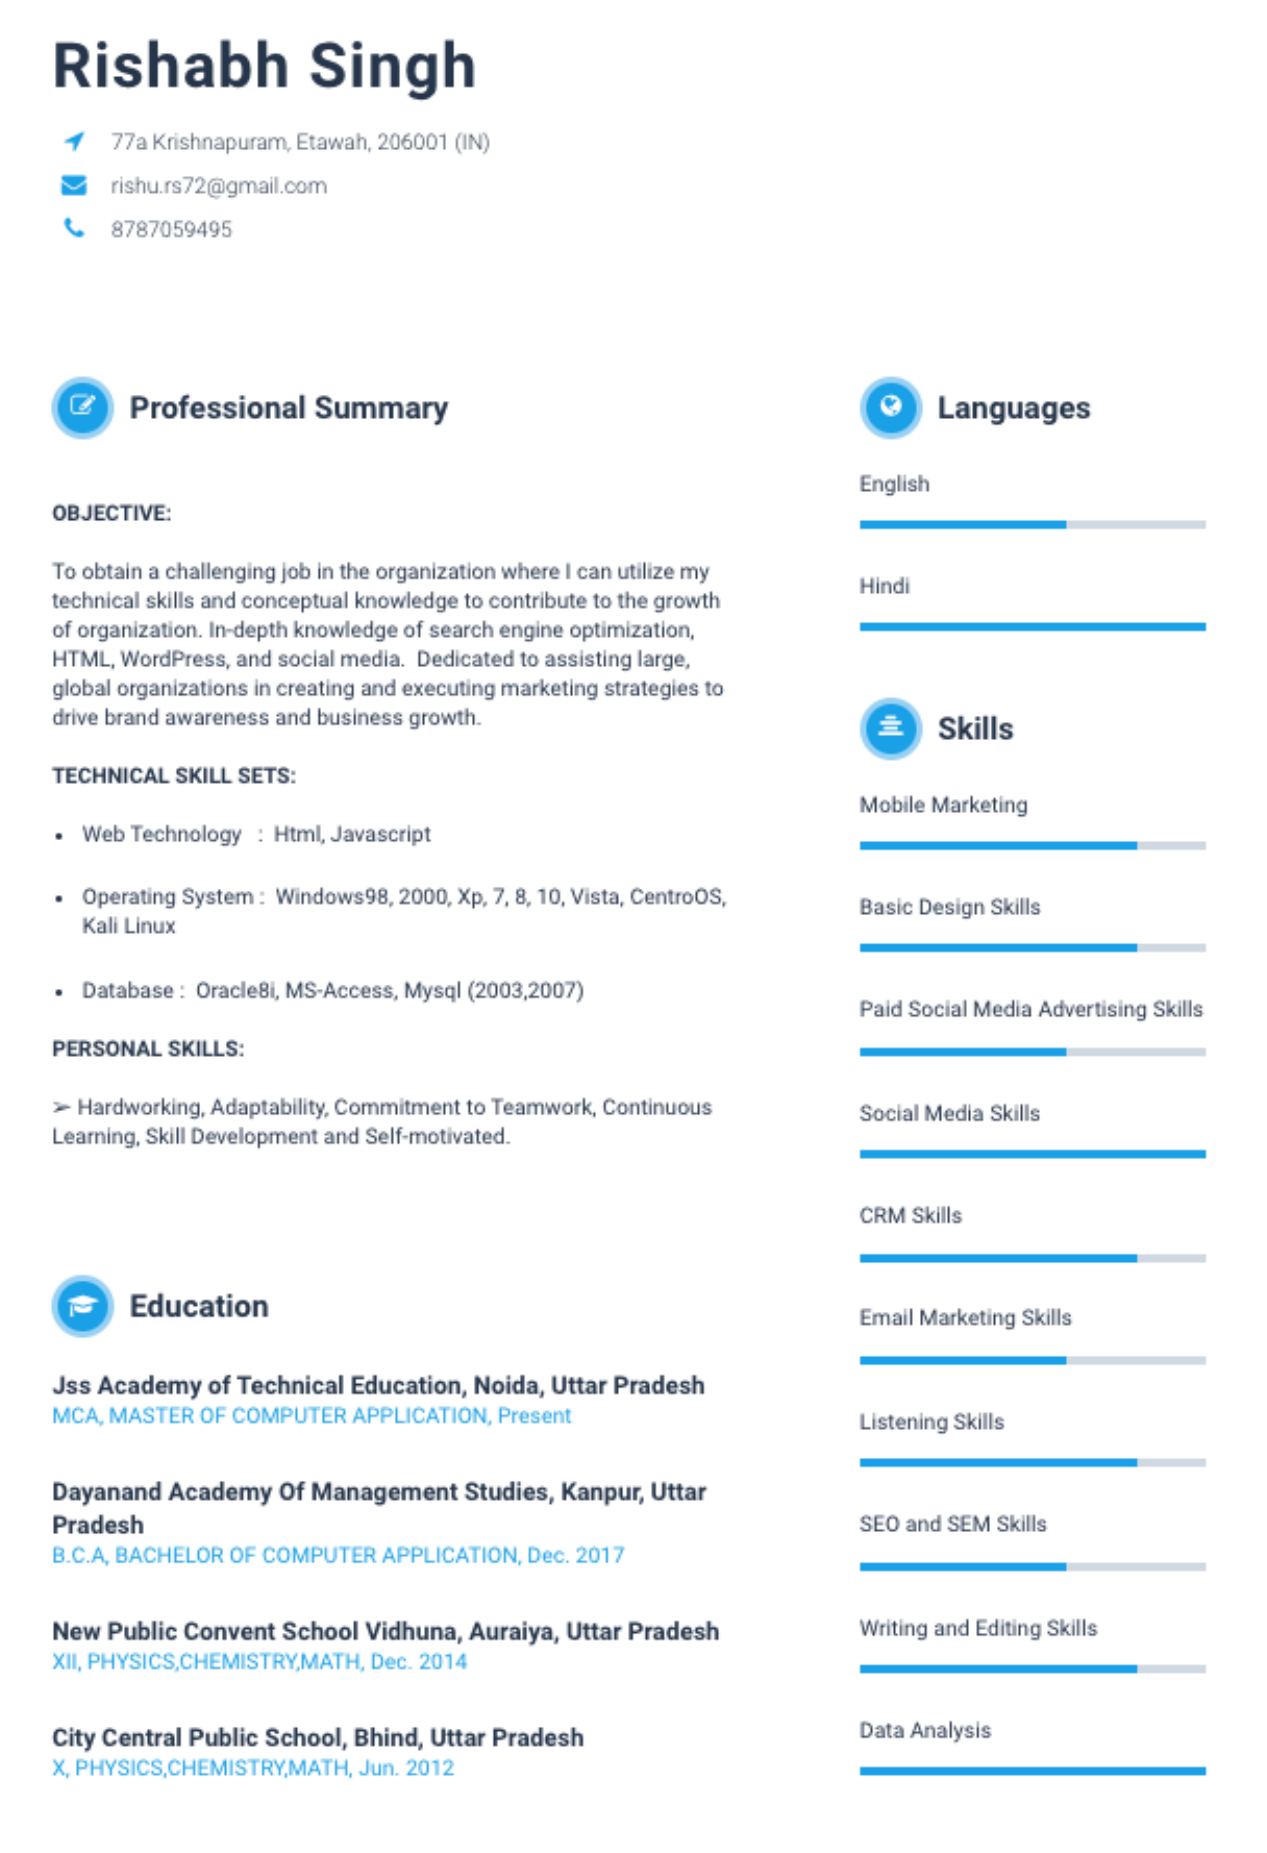 Rishabh Singh
77a Krishnapuram, Etawah, 206001 (IN)
rishu.rs72@gmail.com
8787059495
Professional Summary
OBJECTIVE:
To obtain a challenging job in the organization where I can utilize my
technical skills and conceptual knowledge to contribute to the growth
of organization. In-depth knowledge of search engine optimization,
HTML, WordPress, and social media.  Dedicated to assisting large,
global organizations in creating and executing marketing strategies to
drive brand awareness and business growth.
TECHNICAL SKILL SETS:
• Web Technology   :  Html, Javascript
• Operating System :  Windows98, 2000, Xp, 7, 8, 10, Vista, CentroOS,
Kali Linux
• Database :  Oracle8i, MS-Access, Mysql (2003,2007)
PERSONAL SKILLS:
➢ Hardworking, Adaptability, Commitment to Teamwork, Continuous
Learning, Skill Development and Self-motivated.
Education
Jss Academy of Technical Education, Noida, Uttar Pradesh
MCA, MASTER OF COMPUTER APPLICATION, Present
Dayanand Academy Of Management Studies, Kanpur, Uttar
Pradesh
B.C.A, BACHELOR OF COMPUTER APPLICATION, Dec. 2017
New Public Convent School Vidhuna, Auraiya, Uttar Pradesh
XII, PHYSICS,CHEMISTRY,MATH, Dec. 2014
City Central Public School, Bhind, Uttar Pradesh
X, PHYSICS,CHEMISTRY,MATH, Jun. 2012
Languages
English
Hindi
Skills
Mobile Marketing
Basic Design Skills
Paid Social Media Advertising Skills
Social Media Skills
CRM Skills
Email Marketing Skills
Listening Skills
SEO and SEM Skills
Writing and Editing Skills
Data Analysis